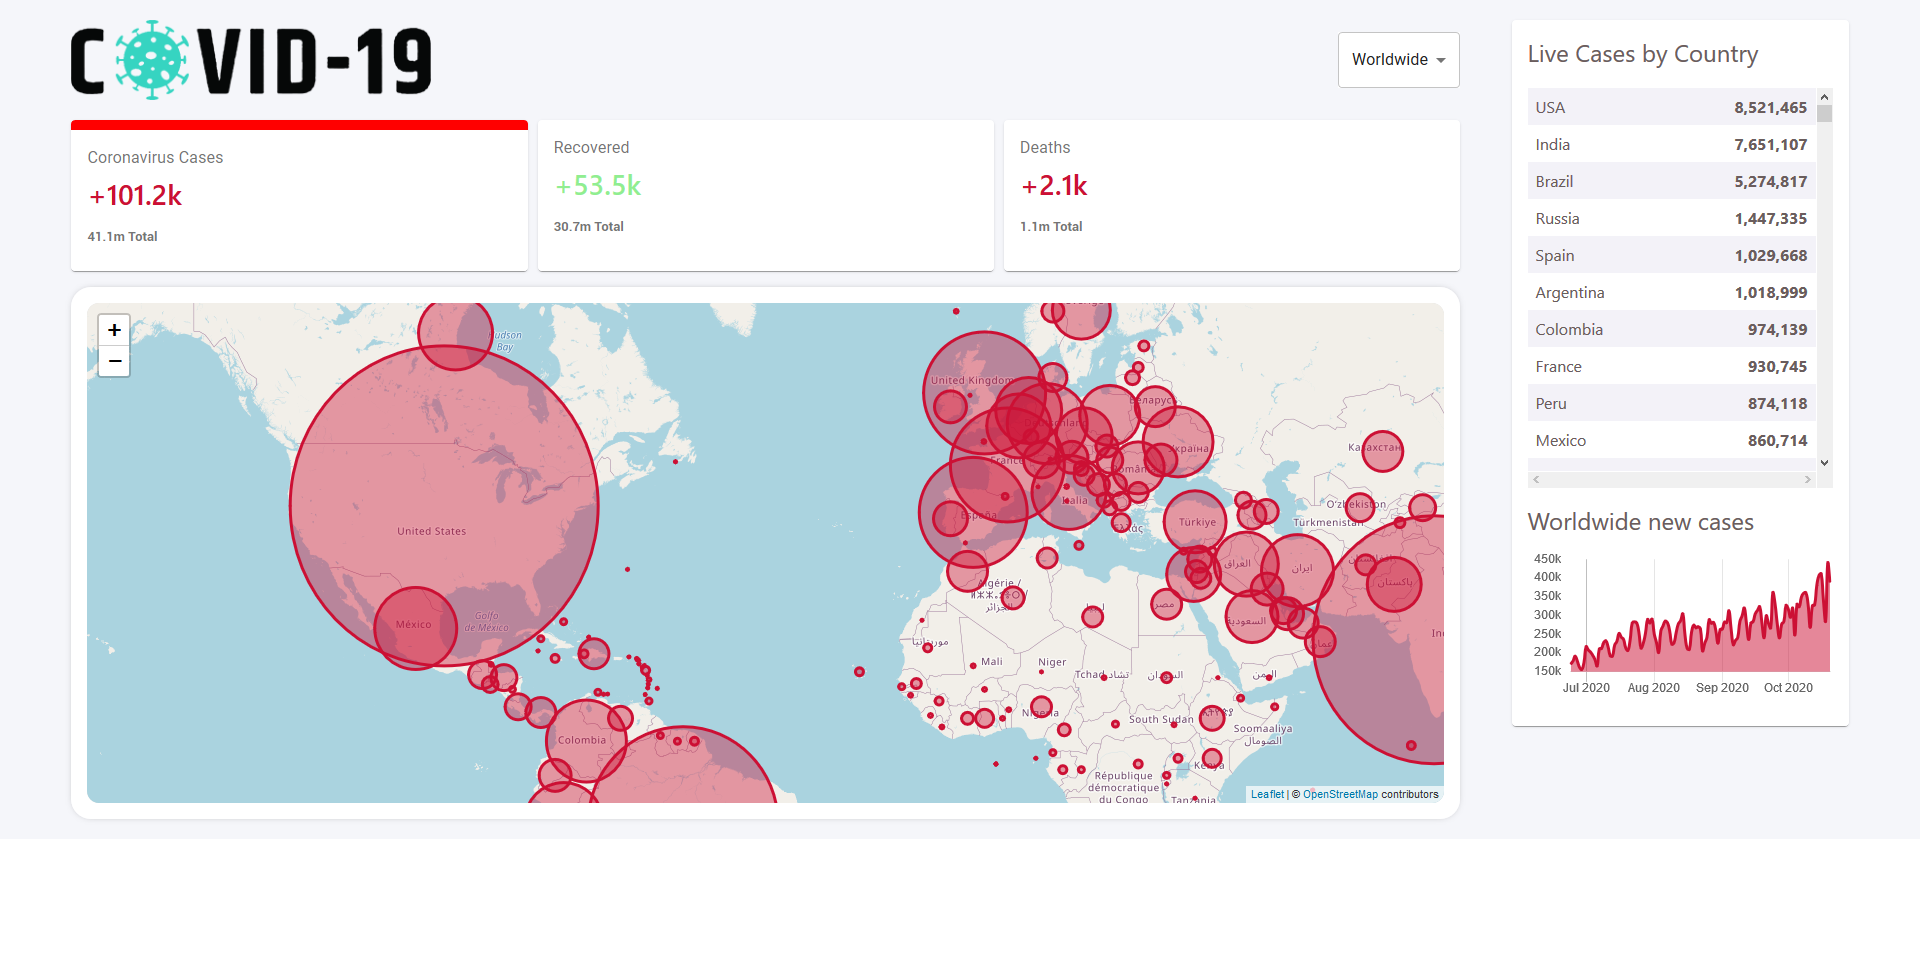 COVID-19
Worldwide
Coronavirus Cases
+101.2k
41.1m Total
Recovered
+53.5k
30.7m Total
Deaths
+2.1k
1.1m Total
+
−
Hudson
Bay
United States
México
Golfo
de México
Colombia
United Kingdom
France
España
Italia
Беларусь
Україна
România
Türkiye
Казахстан
Türkmenistan
العراق
ایران
پاکستان
السعودية
مصر
ليبيا
Algérie /
الجزائر
موريتانيا
Mali
Niger
Tchad تشاد
السودان
اليمن
Nigeria
South Sudan
Soomaaliya
الصومال
Kenya
République
démocratique
du Congo
Tanzania
Leaflet | © OpenStreetMap contributors
Live Cases by Country
USA 8,521,465
India 7,651,107
Brazil 5,274,817
Russia 1,447,335
Spain 1,029,668
Argentina 1,018,999
Colombia 974,139
France 930,745
Peru 874,118
Mexico 860,714
Worldwide new cases
450k
400k
350k
300k
250k
200k
150k
Jul 2020 Aug 2020 Sep 2020 Oct 2020